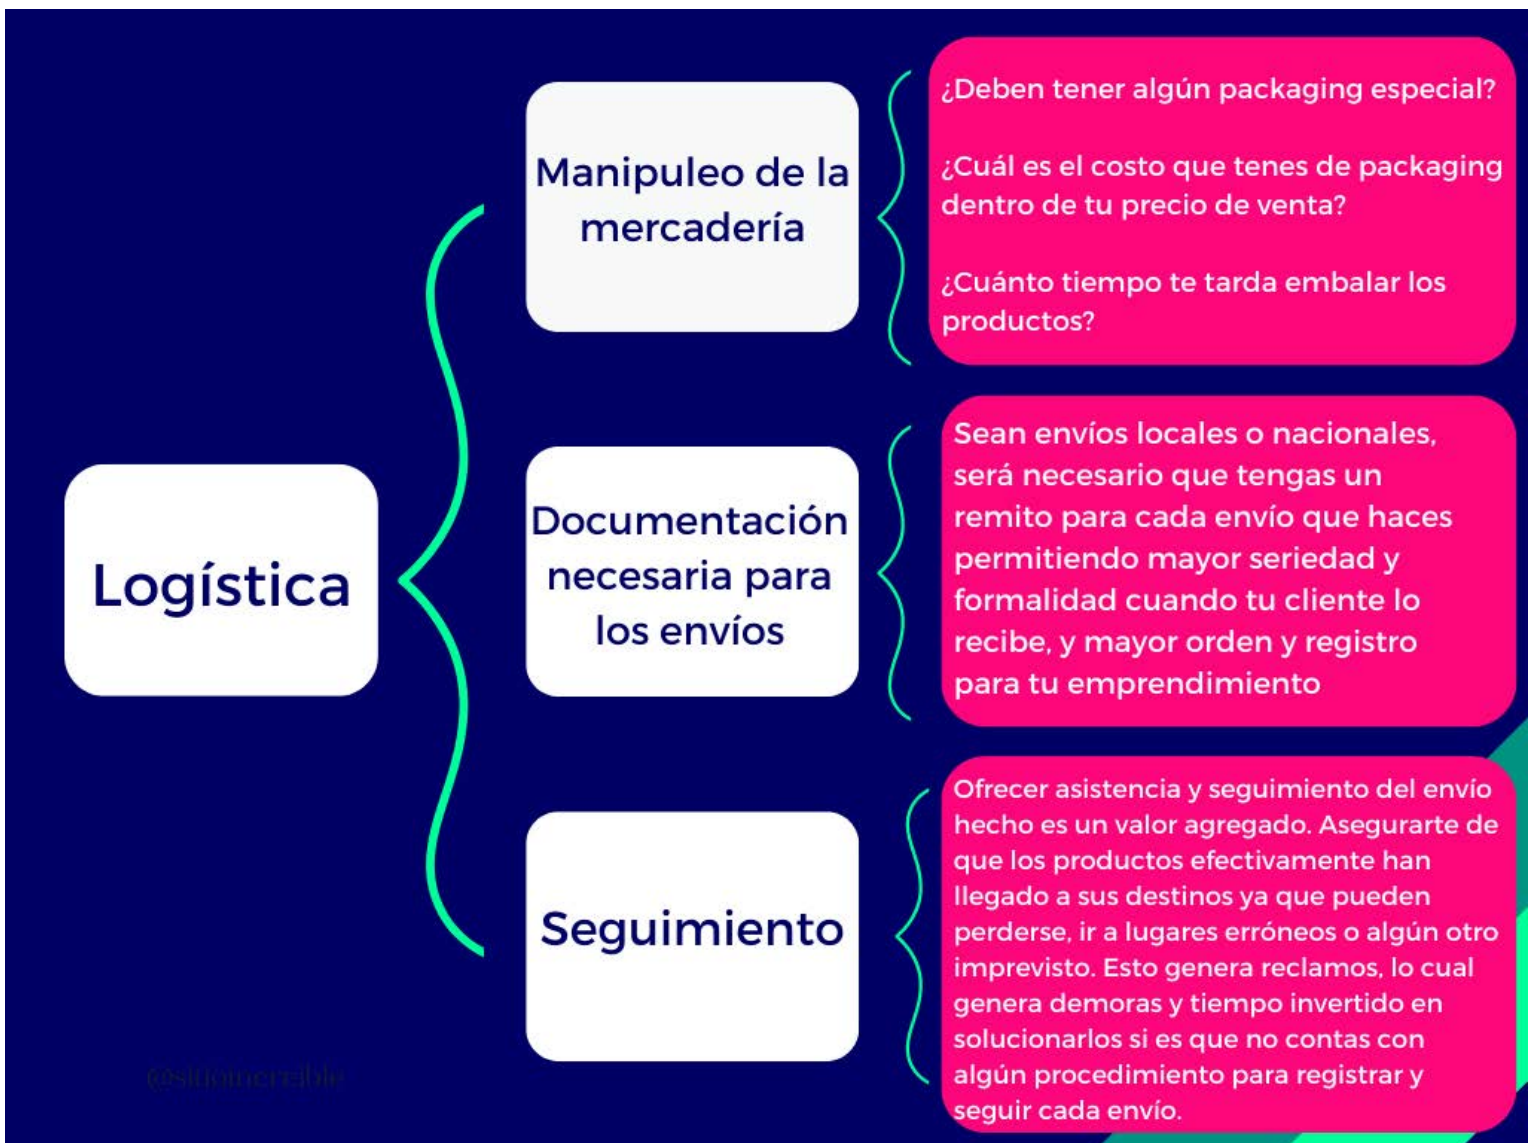 Logística
Manipuleo de la
mercadería
¿Deben tener algún packaging especial?
¿Cuál es el costo que tenes de packaging
dentro de tu precio de venta?
¿Cuánto tiempo te tarda embalar los
productos?
Documentación
necesaria para
los envíos
Sean envíos locales o nacionales,
será necesario que tengas un
remito para cada envío que haces
permitiendo mayor seriedad y
formalidad cuando tu cliente lo
recibe, y mayor orden y registro
para tu emprendimiento
Seguimiento
Ofrecer asistencia y seguimiento del envío
hecho es un valor agregado. Asegurarte de
que los productos efectivamente han
llegado a sus destinos ya que pueden
perderse, ir a lugares erróneos o algún otro
imprevisto. Esto genera reclamos, lo cual
genera demoras y tiempo invertido en
solucionarlos si es que no contas con
algún procedimiento para registrar y
seguir cada envío.
@sitioincreible